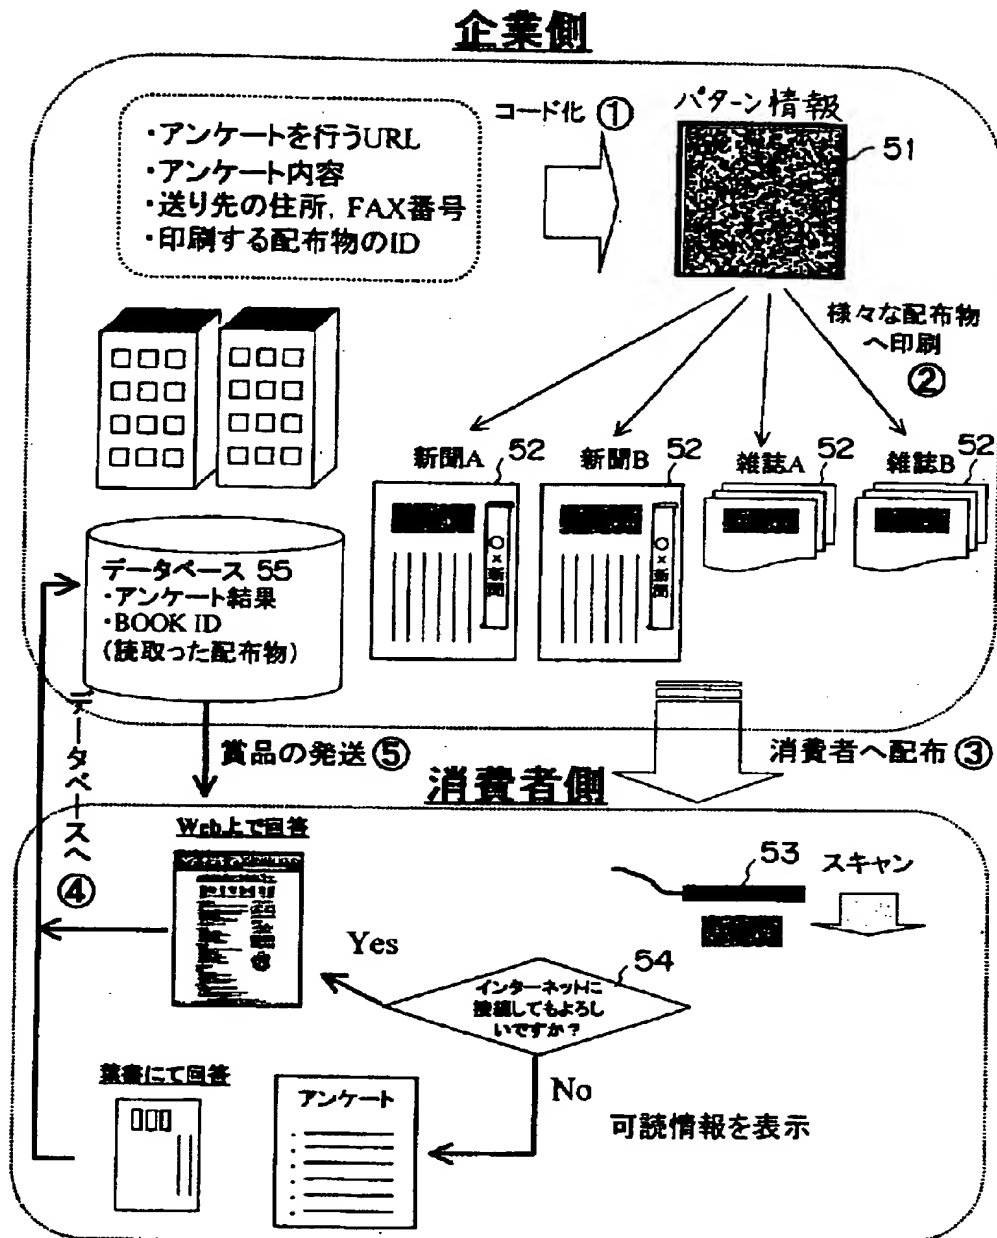 企業側
・アンケートを行うURL
・アンケート内容
・送り先の住所, FAX番号
・印刷する配布物のID
コード化 ①
パターン情報
51
様々な配布物
へ印刷
②
新聞A
52
新聞B
52
雑誌A
52
雑誌B
52
○×新聞
○×新聞
データベース 55
・アンケート結果
・BOOK ID
(読取った配布物)
データベースへ④
賞品の発送⑤
消費者へ配布③
消費者側
Web上で回答
53
スキャン
Yes
54
インターネットに
接続してもよろし
いですか?
No
葉書にて回答
アンケート
可読情報を表示